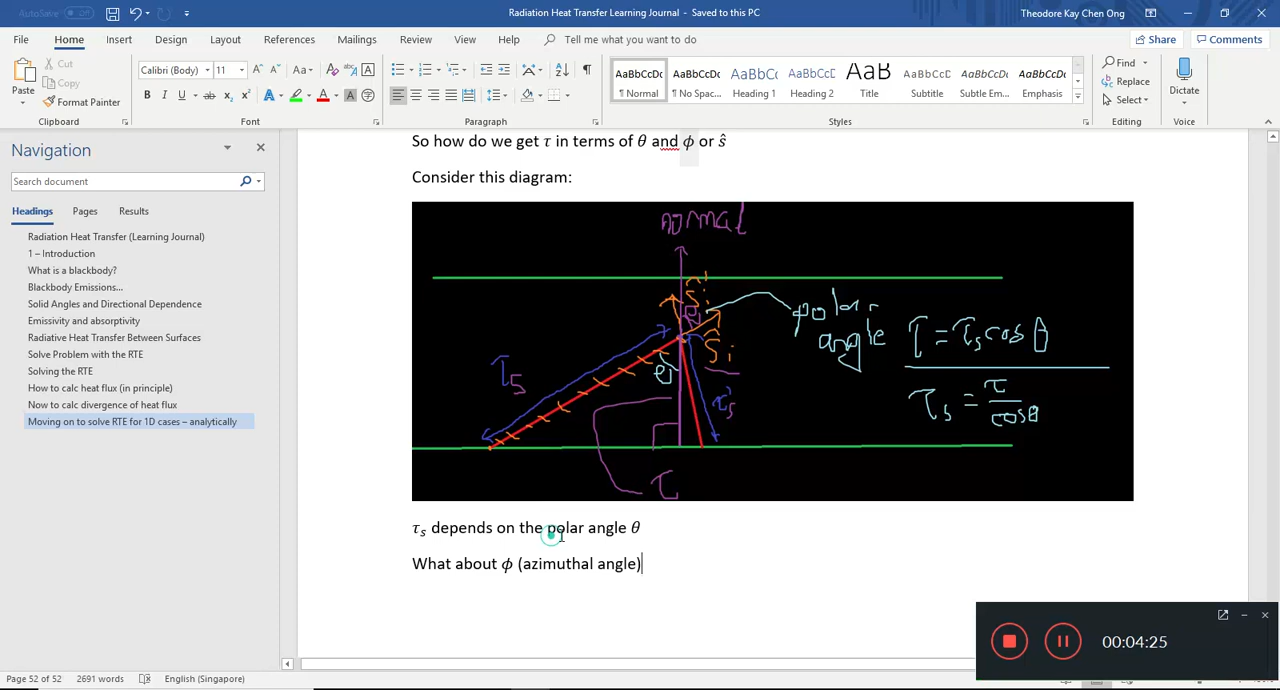 AutoSave Off
Radiation Heat Transfer Learning Journal - Saved to this PC
Theodore Kay Chen Ong
File Home Insert Design Layout References Mailings Review View Help Tell me what you want to do
Share Comments
Paste
Cut
Copy
Format Painter
Calibri (Body) 11
AaBbCcDc AaBbCcDc AaBbCc AaBbCcD AaB AaBbCcD AaBbCcDc AaBbCcDc
¶ Normal ¶ No Spac... Heading 1 Heading 2 Title Subtitle Subtle Em... Emphasis
Find
Replace
Select
Dictate
Clipboard Font Paragraph Styles Editing Voice
Navigation
Search document
Headings Pages Results
Radiation Heat Transfer (Learning Journal)
1 – Introduction
What is a blackbody?
Blackbody Emissions...
Solid Angles and Directional Dependence
Emissivity and absorptivity
Radiative Heat Transfer Between Surfaces
Solve Problem with the RTE
Solving the RTE
How to calc heat flux (in principle)
Now to calc divergence of heat flux
Moving on to solve RTE for 1D cases – analytically
So how do we get τ in terms of θ and ϕ or ŝ
Consider this diagram:
normal
polar
angle
τ = τs cos θ
τs = τ / cos θ
τs
τs'
ŝi'
ŝi
θ
τ
τs depends on the polar angle θ
What about ϕ (azimuthal angle)
00:04:25
Page 52 of 52 2691 words English (Singapore)